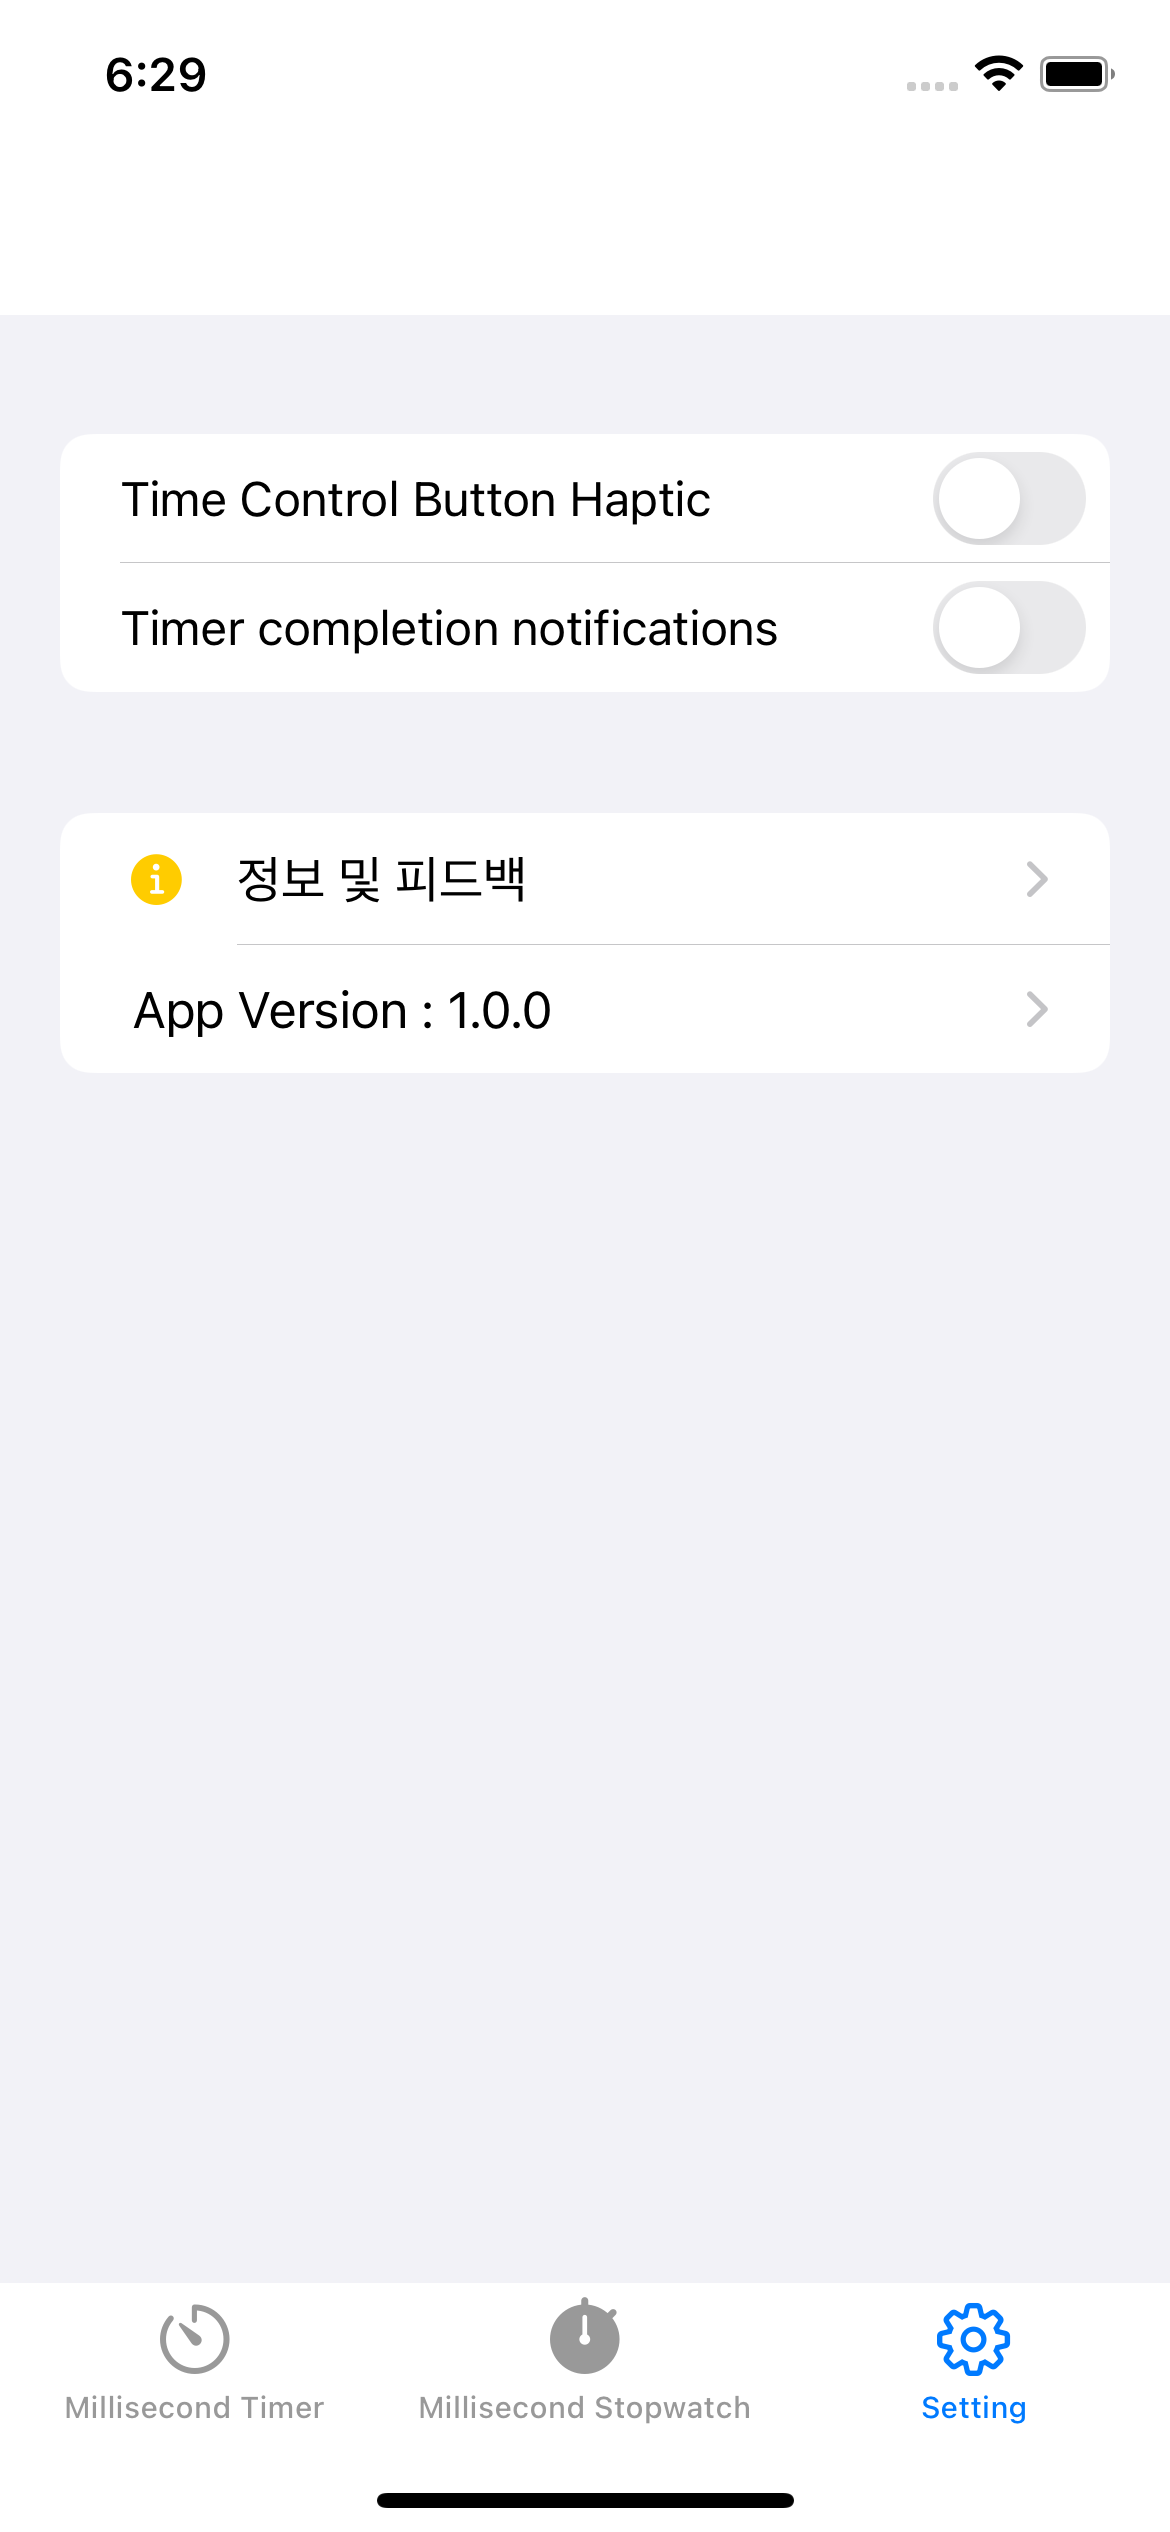 6:29
Time Control Button Haptic
Timer completion notifications
정보 및 피드백
App Version : 1.0.0
Millisecond Timer
Millisecond Stopwatch
Setting